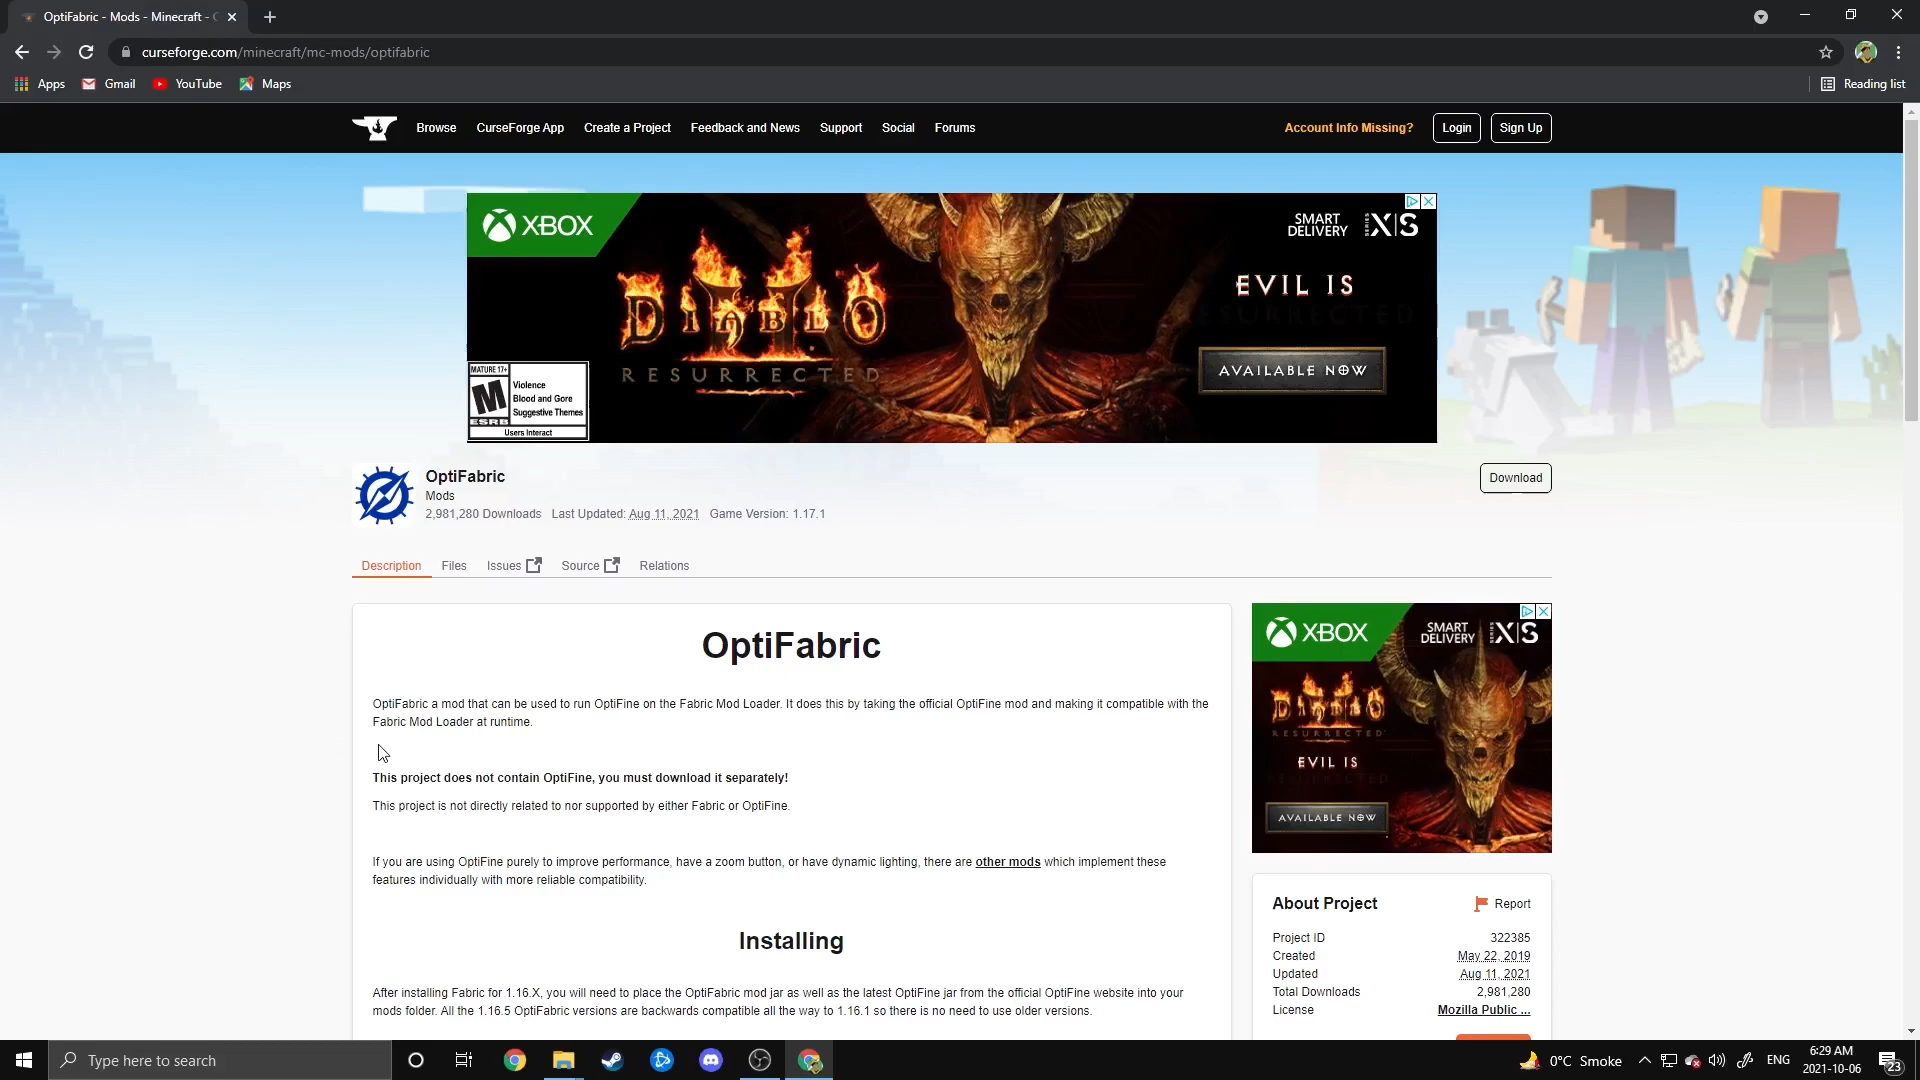 OptiFabric - Mods - Minecraft - C
curseforge.com/minecraft/mc-mods/optifabric
Apps Gmail YouTube Maps Reading list
Browse CurseForge App Create a Project Feedback and News Support Social Forums Account Info Missing? Login Sign Up
XBOX
SMART DELIVERY
SERIES X|S
DIABLO II
RESURRECTED
EVIL IS
RESURRECTED
AVAILABLE NOW
MATURE 17+
M
ESRB
Violence
Blood and Gore
Suggestive Themes
Users Interact
OptiFabric
Download
Mods
2,981,280 Downloads Last Updated: Aug 11, 2021 Game Version: 1.17.1
Description Files Issues Source Relations
OptiFabric
OptiFabric a mod that can be used to run OptiFine on the Fabric Mod Loader. It does this by taking the official OptiFine mod and making it compatible with the
Fabric Mod Loader at runtime.
This project does not contain OptiFine, you must download it separately!
This project is not directly related to nor supported by either Fabric or OptiFine.
If you are using OptiFine purely to improve performance, have a zoom button, or have dynamic lighting, there are other mods which implement these
features individually with more reliable compatibility.
Installing
After installing Fabric for 1.16.X, you will need to place the OptiFabric mod jar as well as the latest OptiFine jar from the official OptiFine website into your
mods folder. All the 1.16.5 OptiFabric versions are backwards compatible all the way to 1.16.1 so there is no need to use older versions.
XBOX
SMART DELIVERY
SERIES X|S
DIABLO II
RESURRECTED
EVIL IS
AVAILABLE NOW
About Project Report
Project ID 322385
Created May 22, 2019
Updated Aug 11, 2021
Total Downloads 2,981,280
License Mozilla Public ...
Type here to search
0°C Smoke
ENG
6:29 AM
2021-10-06
23